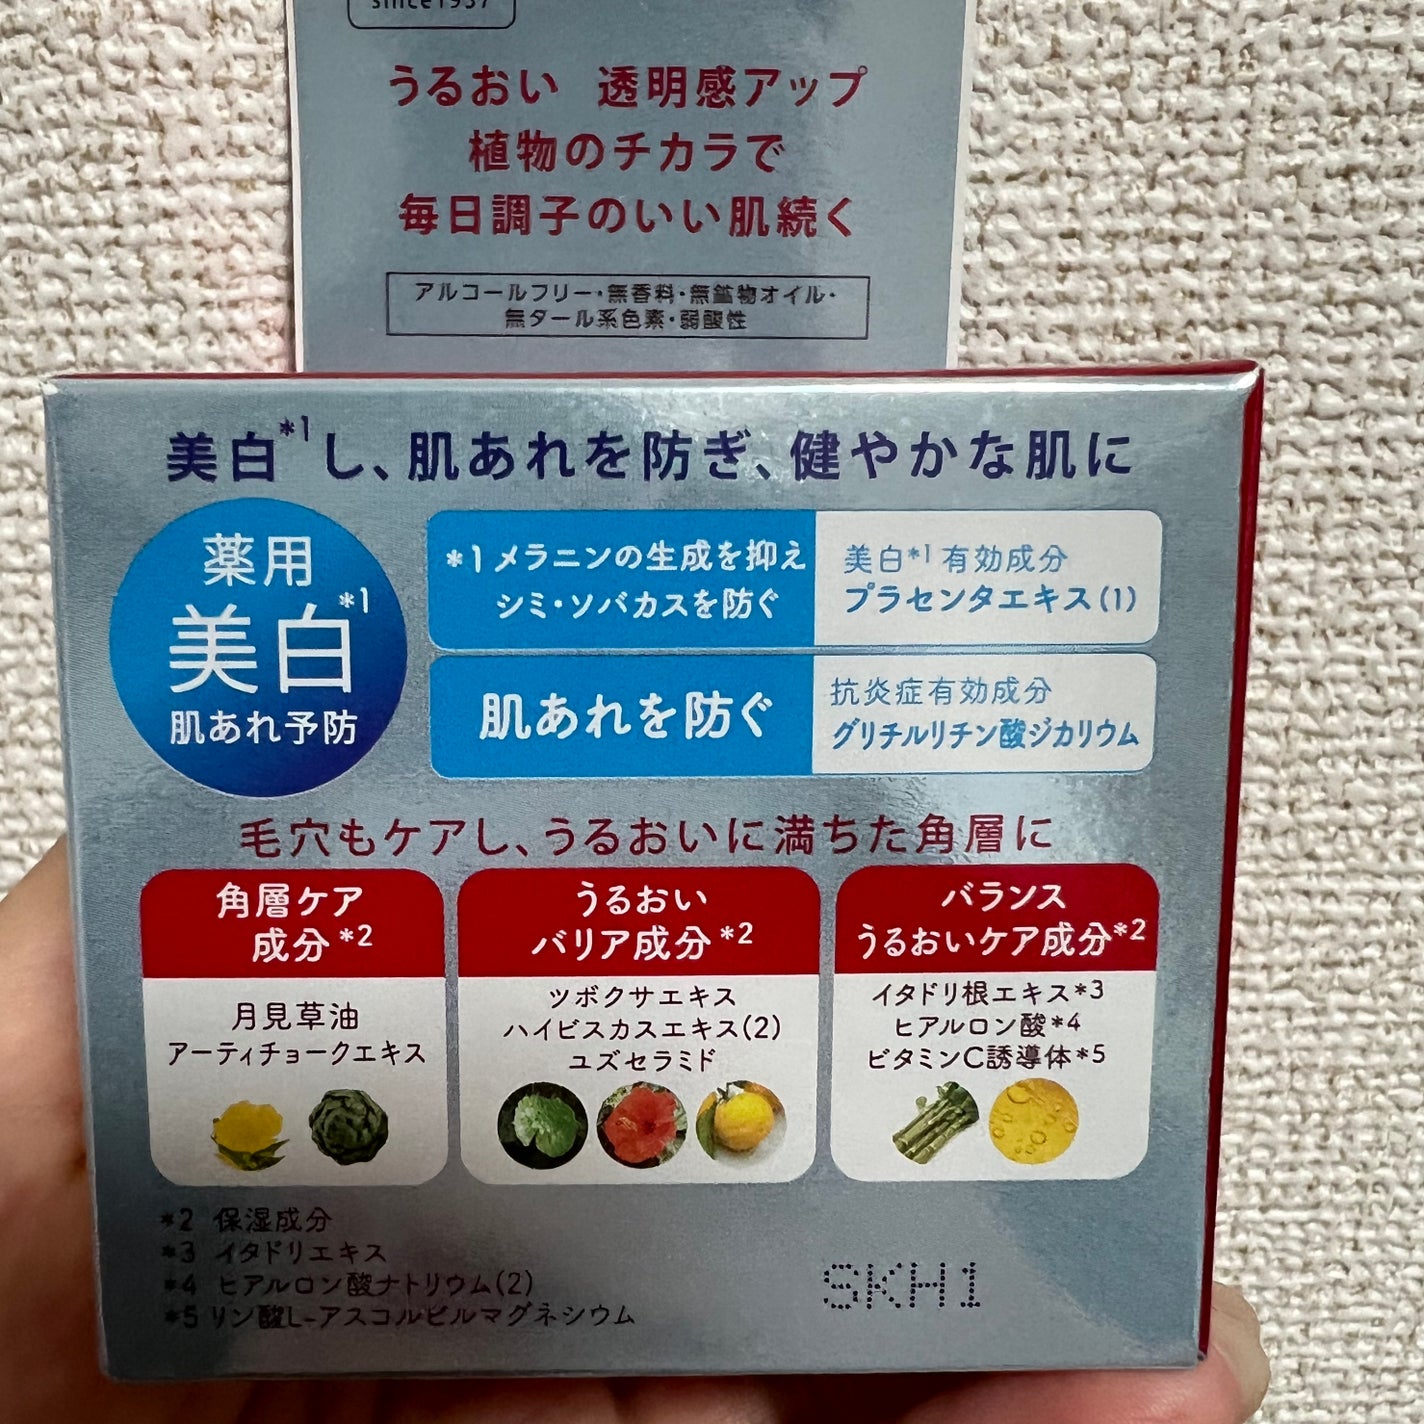 since1937
うるおい 透明感アップ
植物のチカラで
毎日調子のいい肌続く
アルコールフリー・無香料・無鉱物オイル・
無タール系色素・弱酸性
美白*1し、肌あれを防ぎ、健やかな肌に
薬用
美白*1
肌あれ予防
*1メラニンの生成を抑え
シミ・ソバカスを防ぐ
美白*1有効成分
プラセンタエキス(1)
肌あれを防ぐ
抗炎症有効成分
グリチルリチン酸ジカリウム
毛穴もケアし、うるおいに満ちた角層に
角層ケア
成分*2
月見草油
アーティチョークエキス
うるおい
バリア成分*2
ツボクサエキス
ハイビスカスエキス(2)
ユズセラミド
バランス
うるおいケア成分*2
イタドリ根エキス*3
ヒアルロン酸*4
ビタミンC誘導体*5
*2 保湿成分
*3 イタドリエキス
*4 ヒアルロン酸ナトリウム(2)
*5 リン酸L-アスコルビルマグネシウム
SKH1